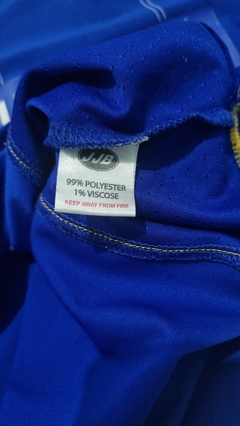 JJB
99% POLYESTER
1% VISCOSE
KEEP AWAY FROM FIRE